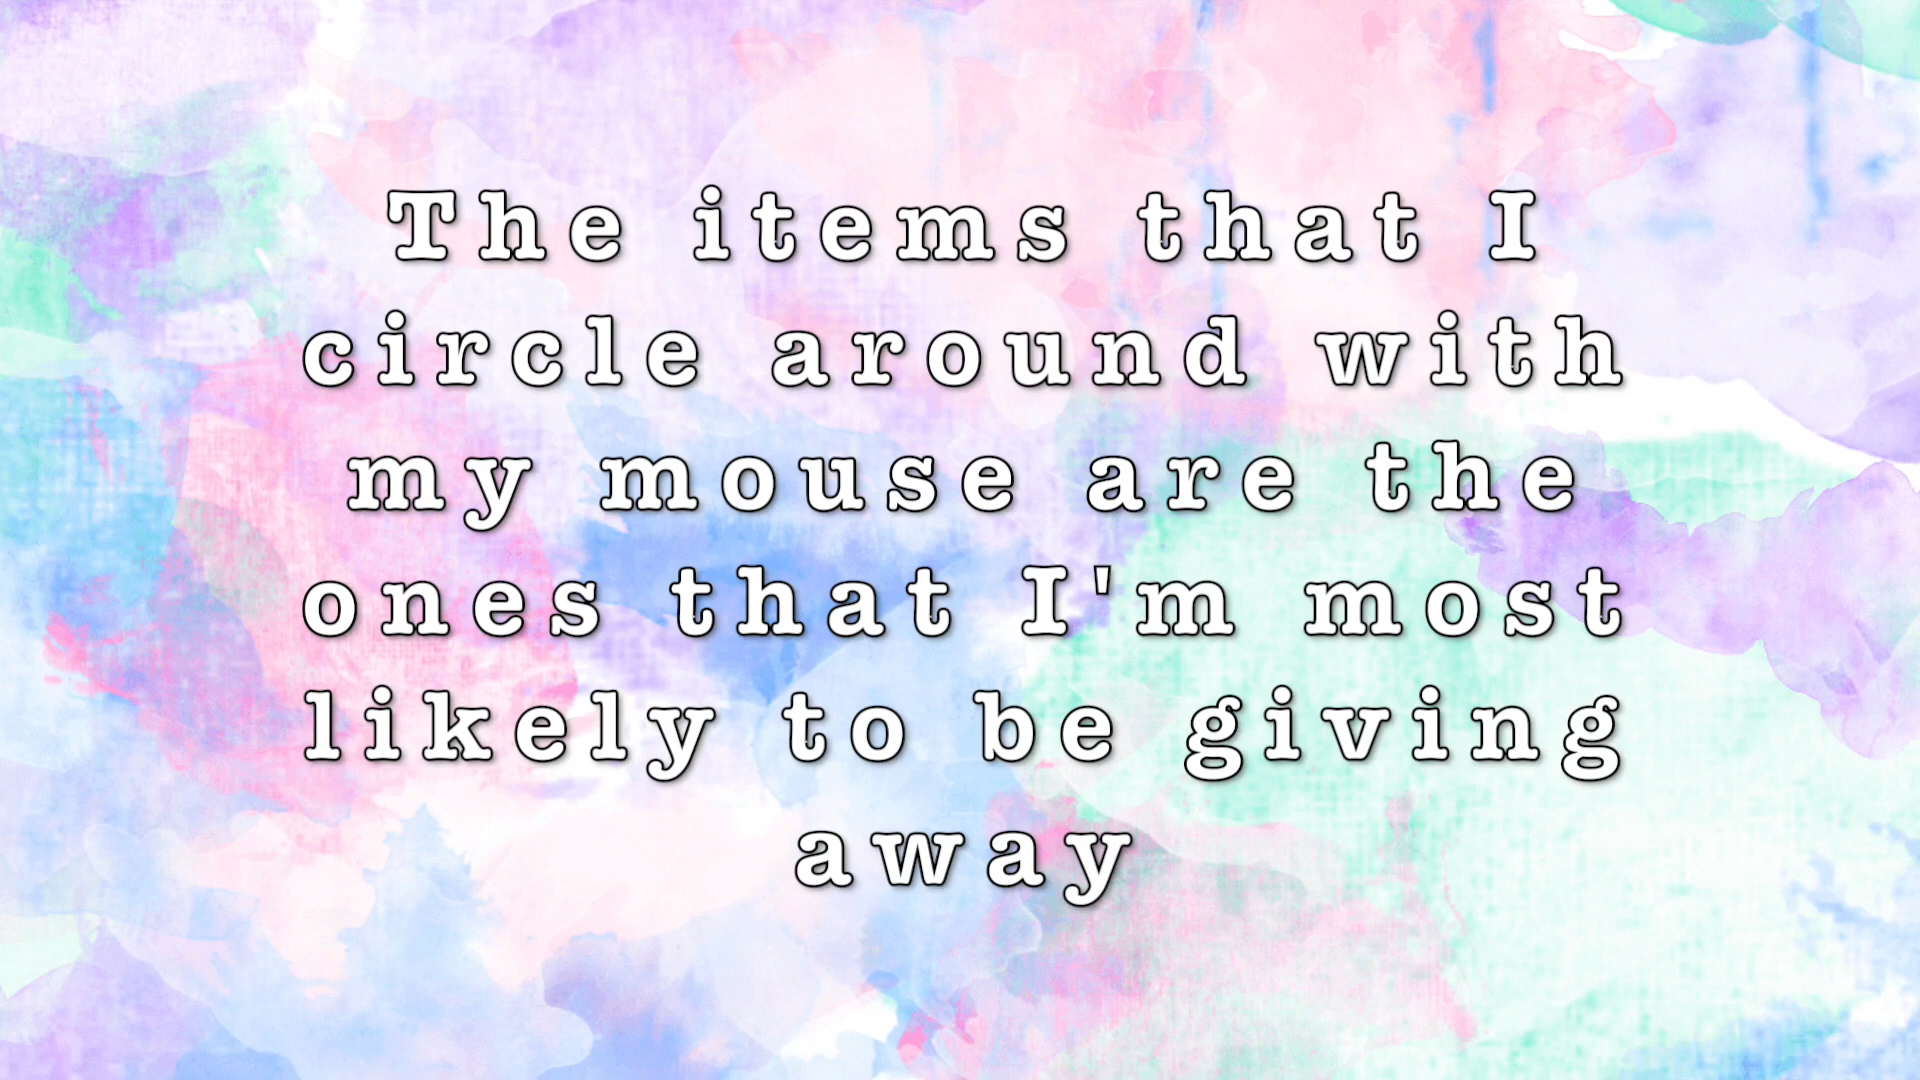 The items that I
circle around with
my mouse are the
ones that I'm most
likely to be giving
away